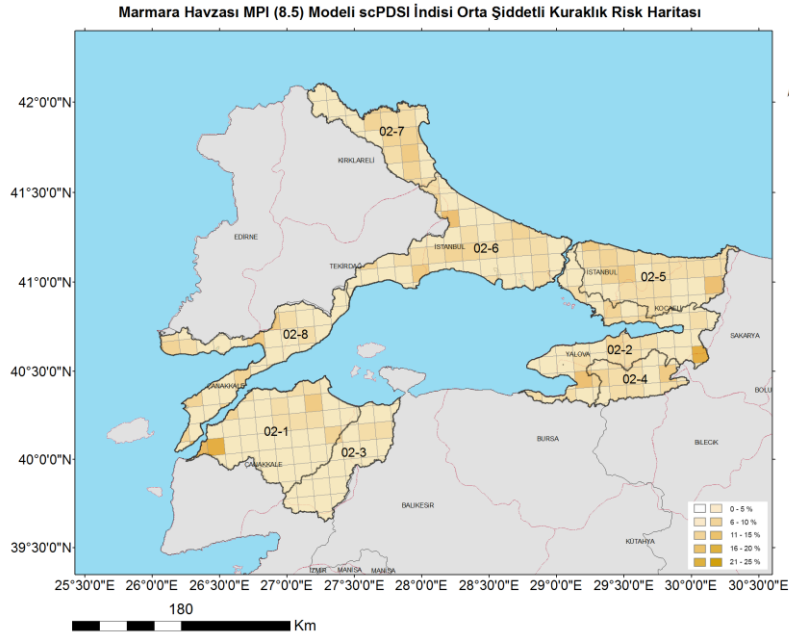 Marmara Havzası MPI (8.5) Modeli scPDSI İndisi Orta Şiddetli Kuraklık Risk Haritası
42°0'0"N
02-7
KIRKLARELİ
41°30'0"N
EDİRNE
İSTANBUL
02-6
TEKİRDAĞ
İSTANBUL
02-5
41°0'0"N
KOCAELİ
SAKARYA
02-8
02-2
YALOVA
40°30'0"N
02-4
ÇANAKKALE
BOLU
02-1
BURSA
BİLECİK
02-3
40°0'0"N
ÇANAKKALE
BALIKESİR
0 - 5 %
6 - 10 %
11 - 15 %
16 - 20 %
21 - 25 %
KÜTAHYA
39°30'0"N
İZMİR
MANİSA
MANİSA
25°30'0"E
26°0'0"E
26°30'0"E
27°0'0"E
27°30'0"E
28°0'0"E
28°30'0"E
29°0'0"E
29°30'0"E
30°0'0"E
30°30'0"E
180
Km